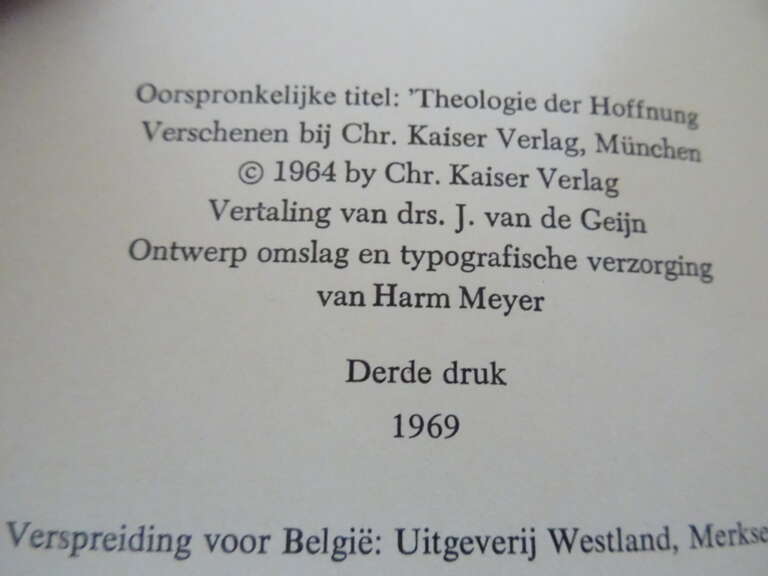 Oorspronkelijke titel: 'Theologie der Hoffnung
Verschenen bij Chr. Kaiser Verlag, München
© 1964 by Chr. Kaiser Verlag
Vertaling van drs. J. van de Geijn
Ontwerp omslag en typografische verzorging
van Harm Meyer
Derde druk
1969
Verspreiding voor België: Uitgeverij Westland,